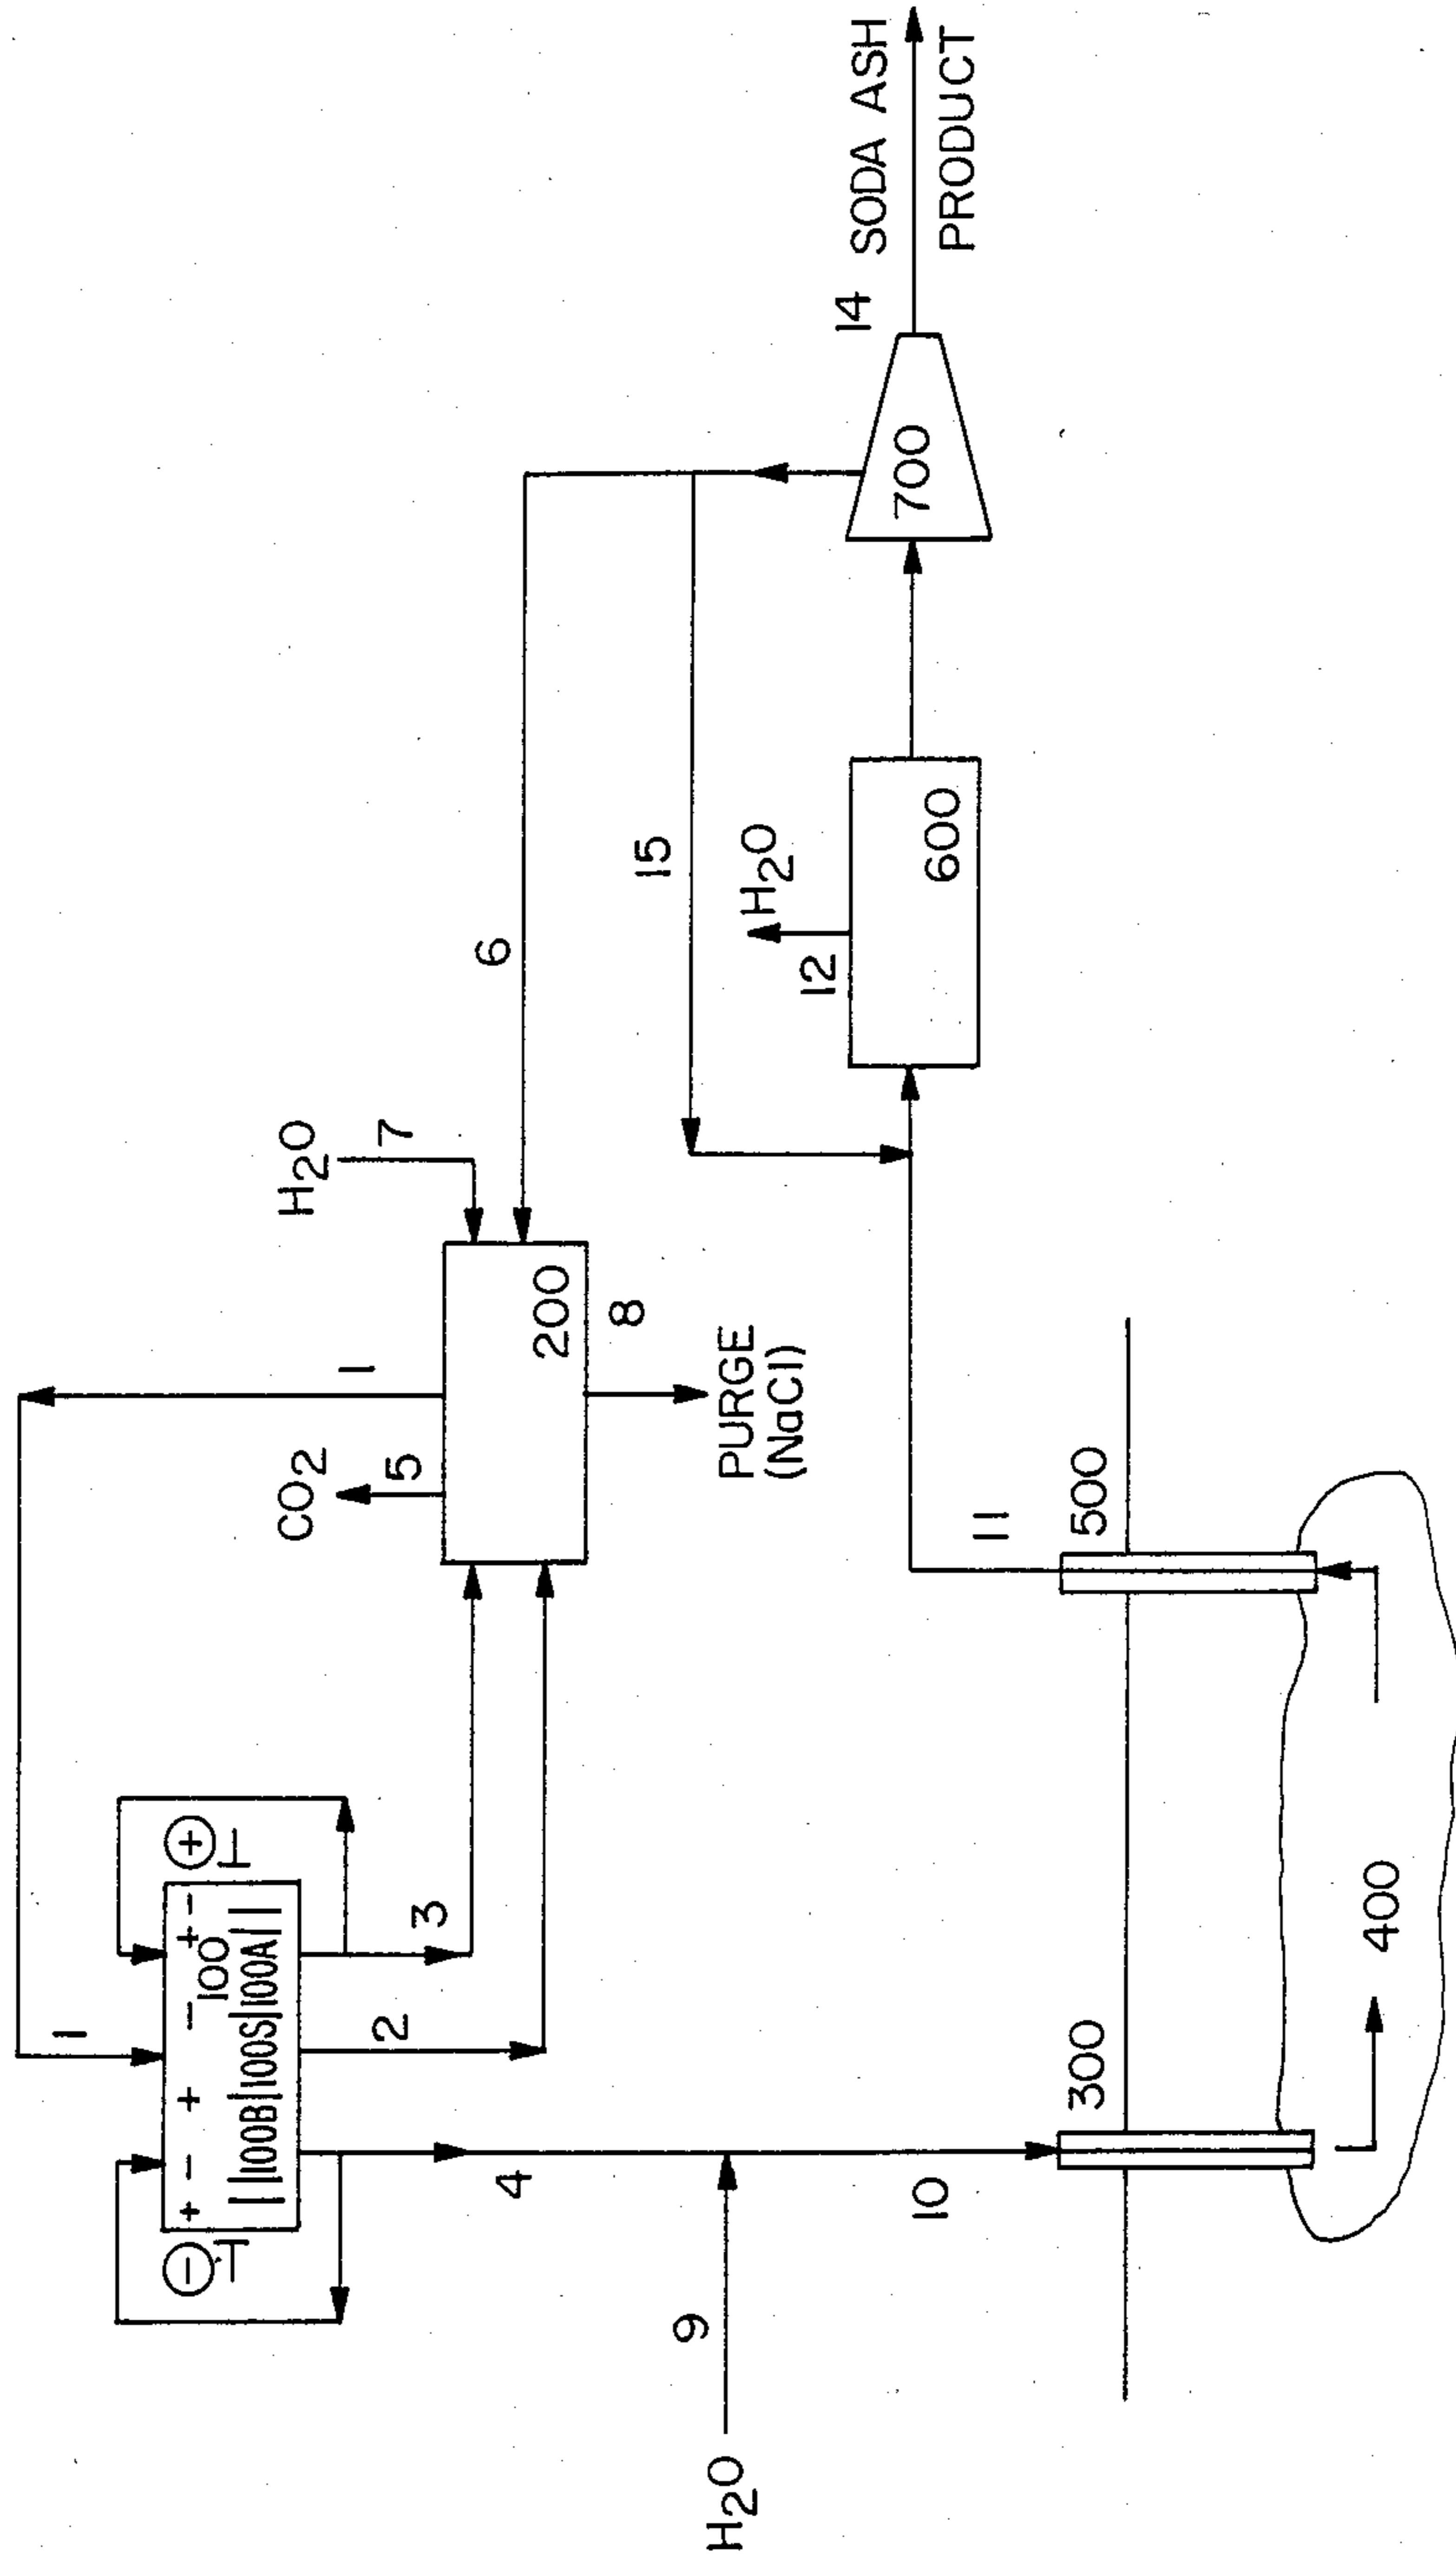 1
1
+ - + - + -
100
||100B|100S|100A||
⊖
⊕
CO2
5
H2O
7
3
2
200
6
4
8
PURGE
(NaCl)
15
9
H2O
H2O
12
10
11
600
700
14
SODA ASH
PRODUCT
300
500
400